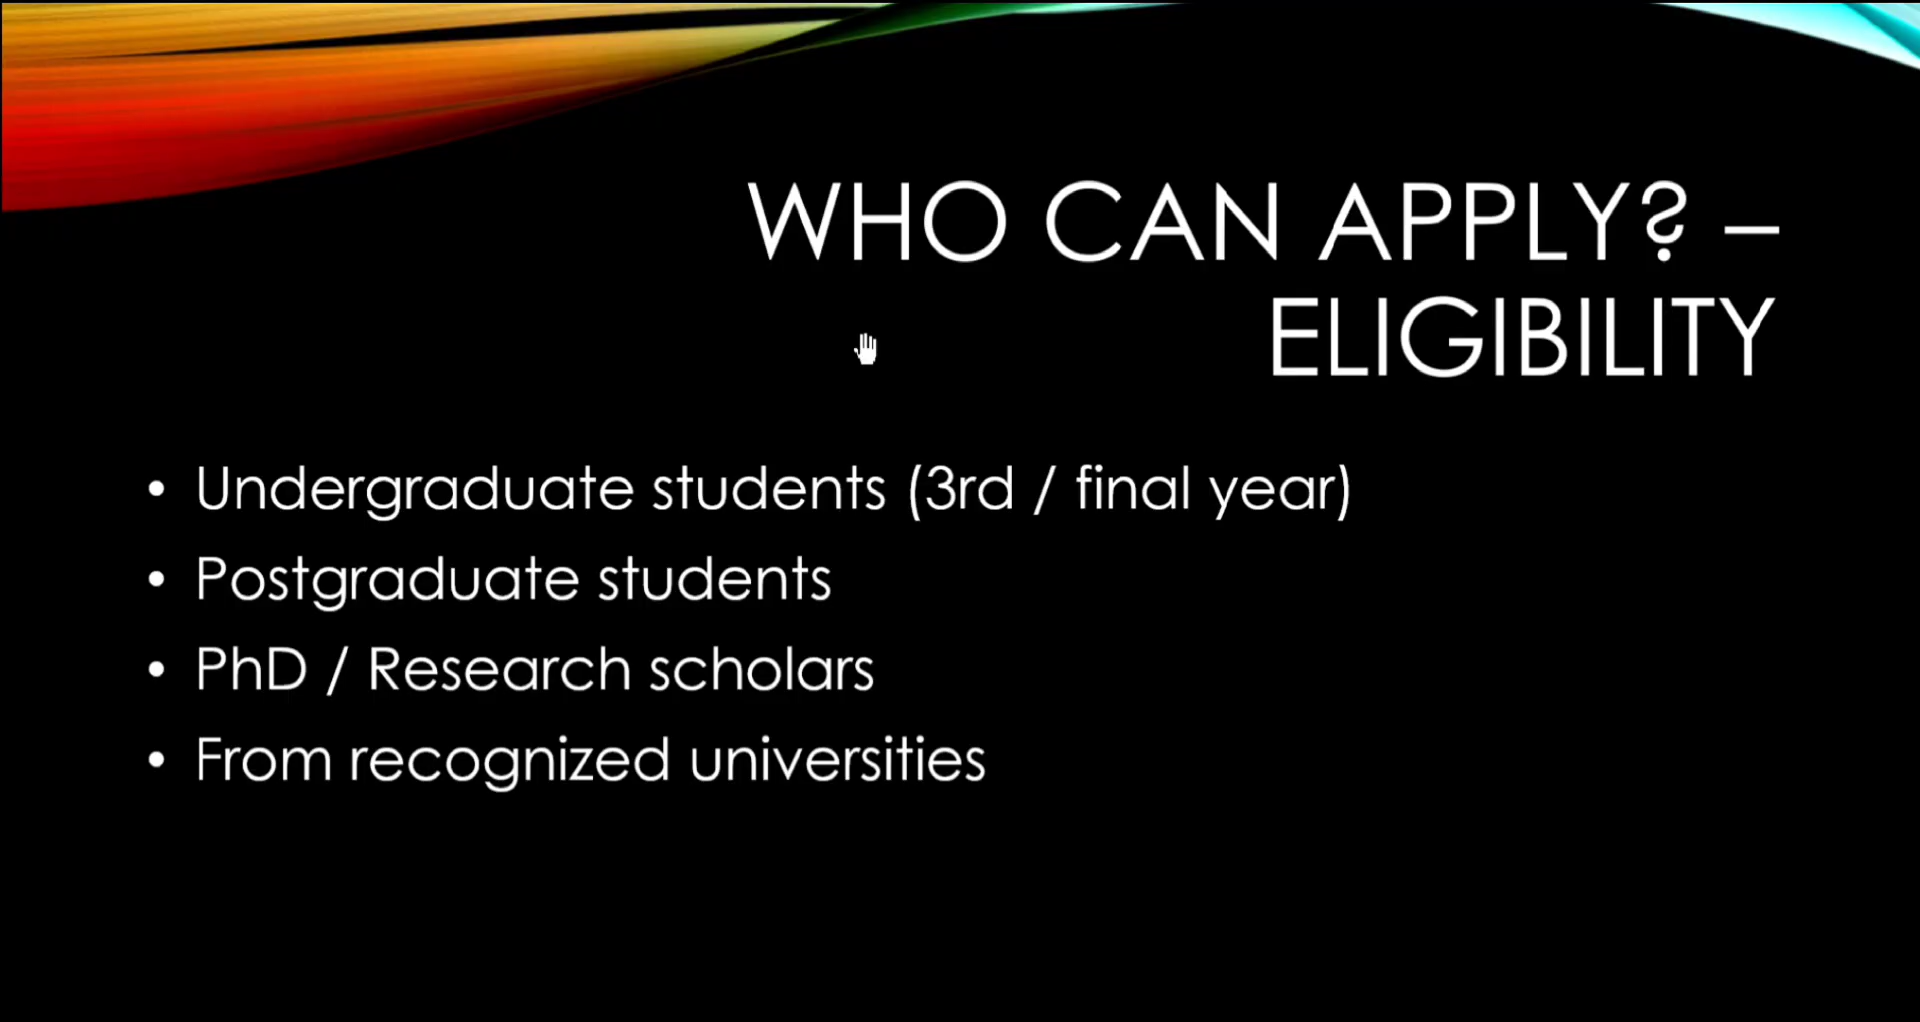 WHO CAN APPLY? –
ELIGIBILITY
• Undergraduate students (3rd / final year)
• Postgraduate students
• PhD / Research scholars
• From recognized universities